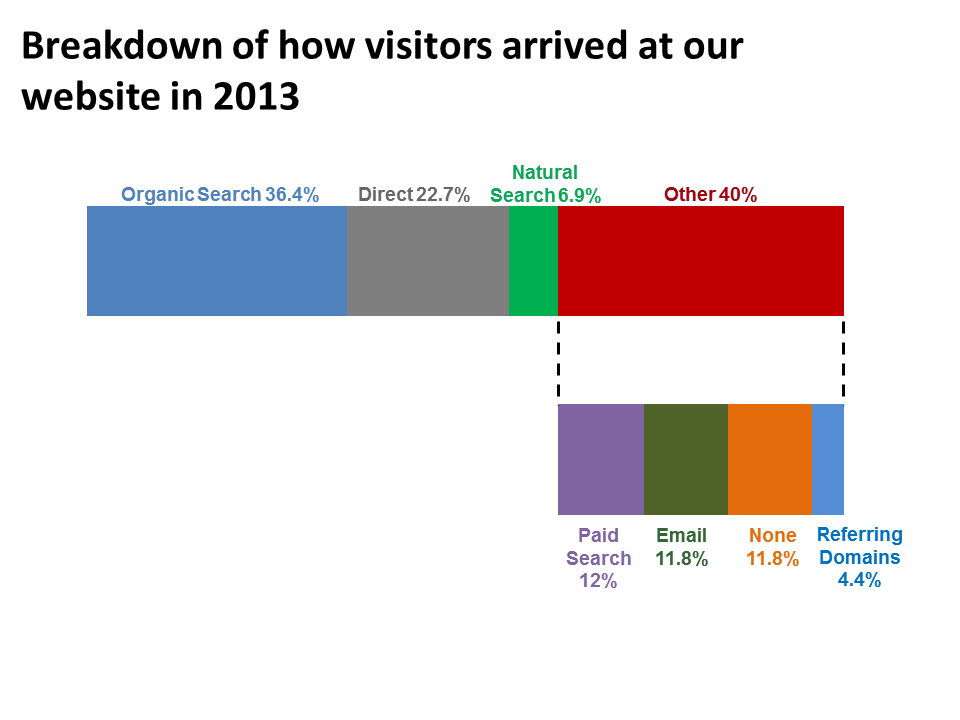 Breakdown of how visitors arrived at our
website in 2013
Natural
Organic Search 36.4%
Direct 22.7%
Search 6.9%
Other 40%
Paid
Search
12%
Email
11.8%
None
11.8%
Referring
Domains
4.4%